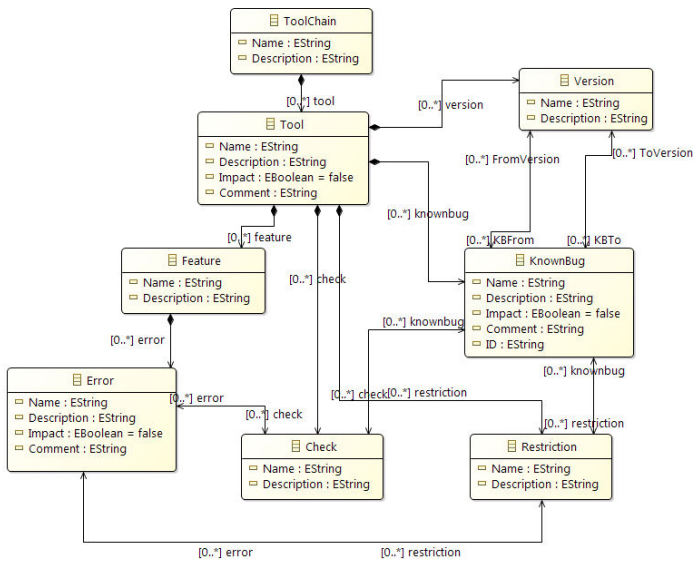 ToolChain
Name : EString
Description : EString
[0..*] tool
Tool
Name : EString
Description : EString
Impact : EBoolean = false
Comment : EString
[0..*] version
Version
Name : EString
Description : EString
[0..*] FromVersion
[0..*] ToVersion
[0..*] knownbug
[0..*] feature
[0..*] KBFrom
[0..*] KBTo
Feature
Name : EString
Description : EString
[0..*] check
KnownBug
Name : EString
Description : EString
Impact : EBoolean = false
Comment : EString
ID : EString
[0..*] knownbug
[0..*] error
[0..*] knownbug
Error
Name : EString
Description : EString
Impact : EBoolean = false
Comment : EString
[0..*] error
[0..*] check
[0..*] check
[0..*] restriction
[0..*] restriction
Check
Name : EString
Description : EString
Restriction
Name : EString
Description : EString
[0..*] error
[0..*] restriction